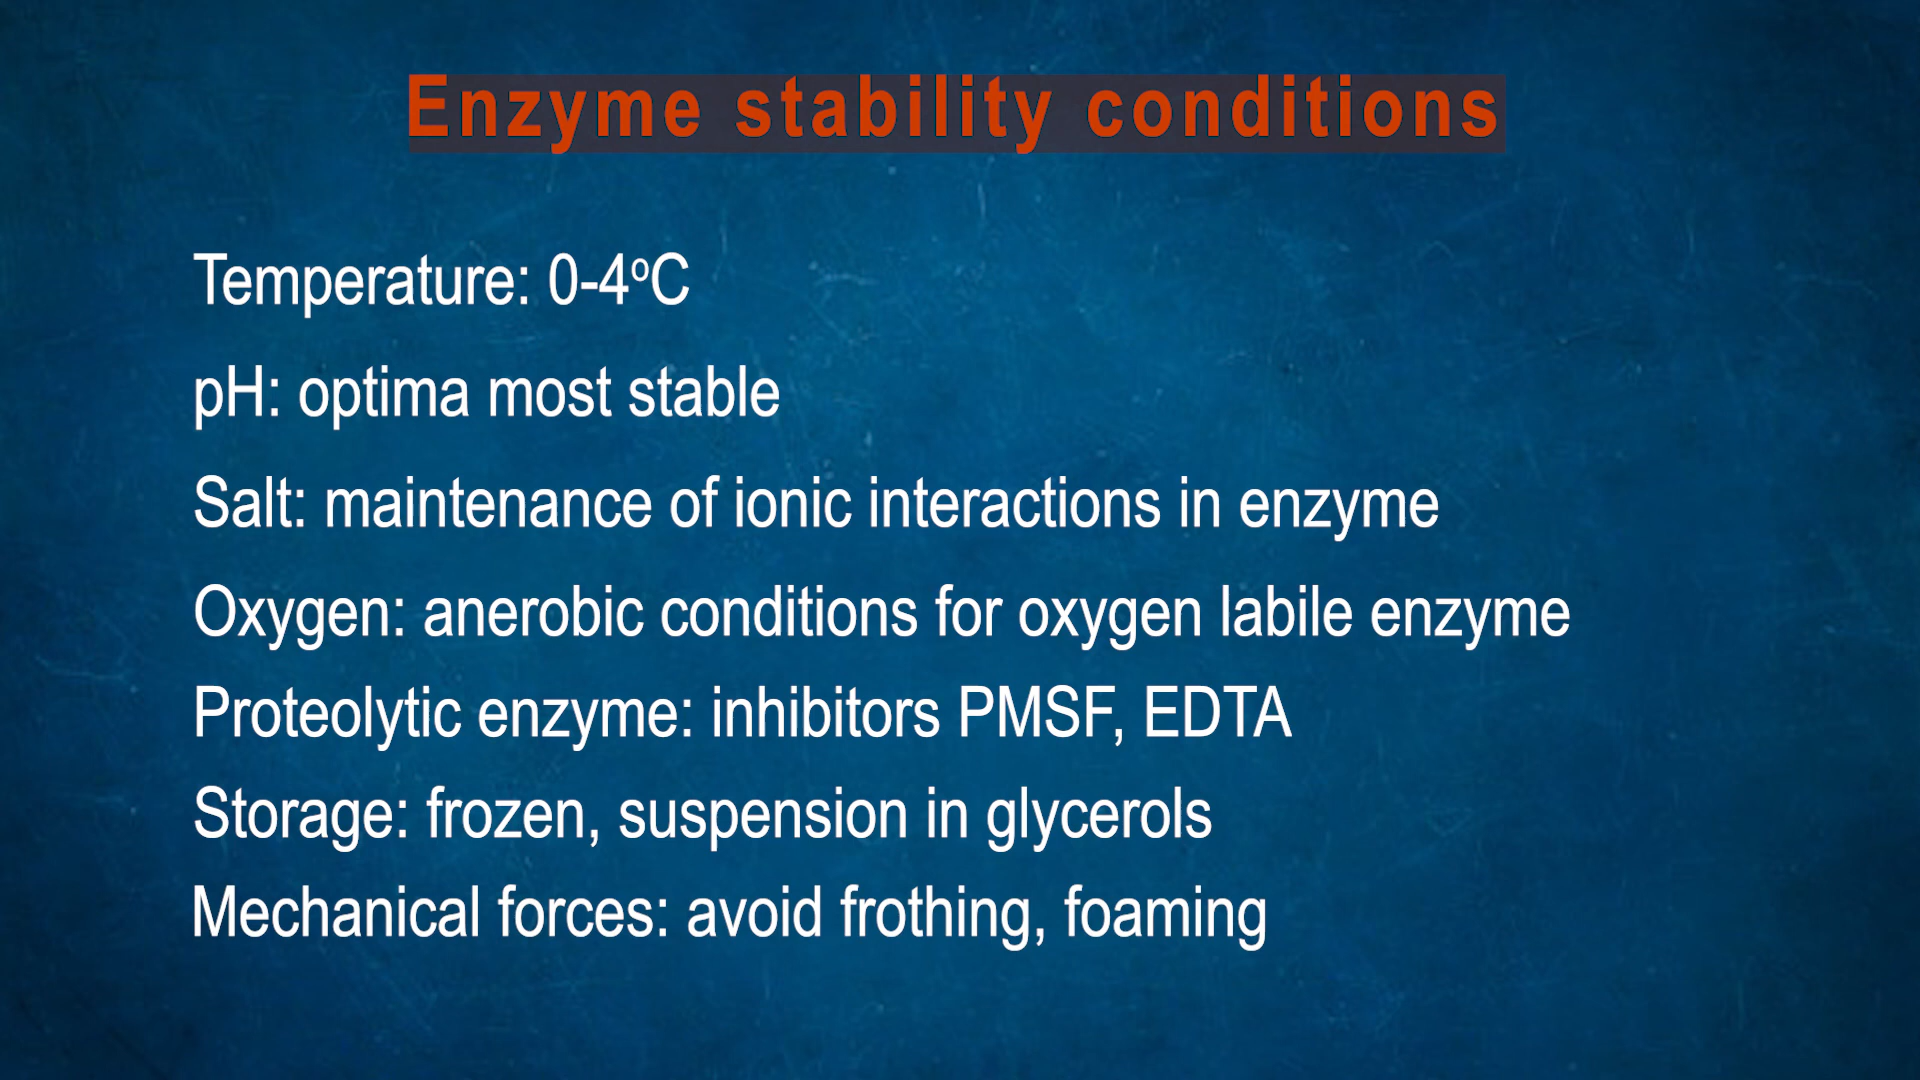 Enzyme stability conditions
Temperature: 0-4ºC
pH: optima most stable
Salt: maintenance of ionic interactions in enzyme
Oxygen: anerobic conditions for oxygen labile enzyme
Proteolytic enzyme: inhibitors PMSF, EDTA
Storage: frozen, suspension in glycerols
Mechanical forces: avoid frothing, foaming